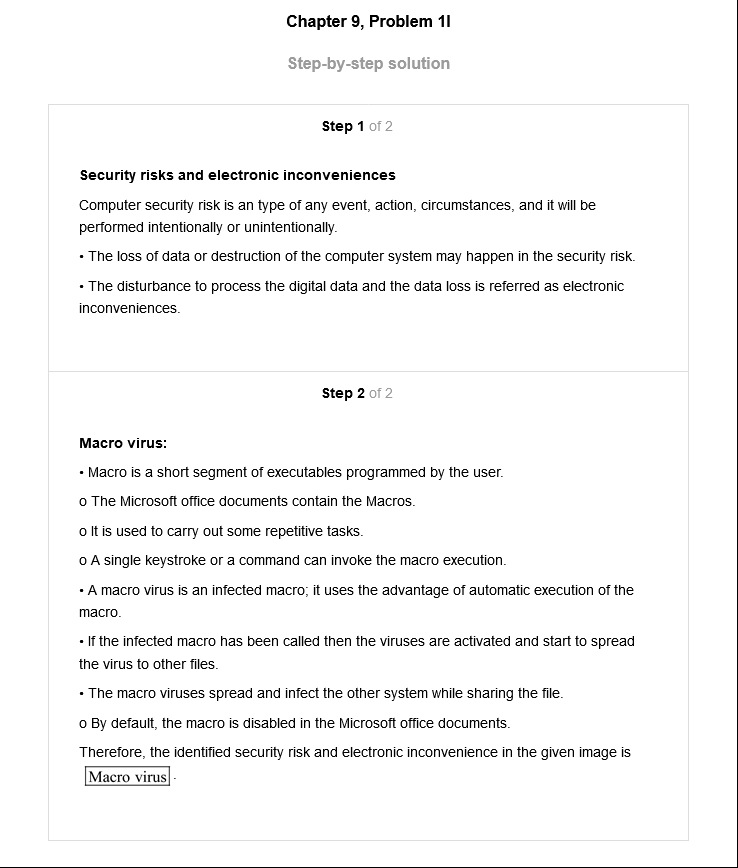 Chapter 9, Problem 1I
Step-by-step solution
Step 1 of 2
Security risks and electronic inconveniences
Computer security risk is an type of any event, action, circumstances, and it will be
performed intentionally or unintentionally.
• The loss of data or destruction of the computer system may happen in the security risk.
• The disturbance to process the digital data and the data loss is referred as electronic
inconveniences.
Step 2 of 2
Macro virus:
• Macro is a short segment of executables programmed by the user.
o The Microsoft office documents contain the Macros.
o It is used to carry out some repetitive tasks.
o A single keystroke or a command can invoke the macro execution.
• A macro virus is an infected macro; it uses the advantage of automatic execution of the
macro.
• If the infected macro has been called then the viruses are activated and start to spread
the virus to other files.
• The macro viruses spread and infect the other system while sharing the file.
o By default, the macro is disabled in the Microsoft office documents.
Therefore, the identified security risk and electronic inconvenience in the given image is
Macro virus.